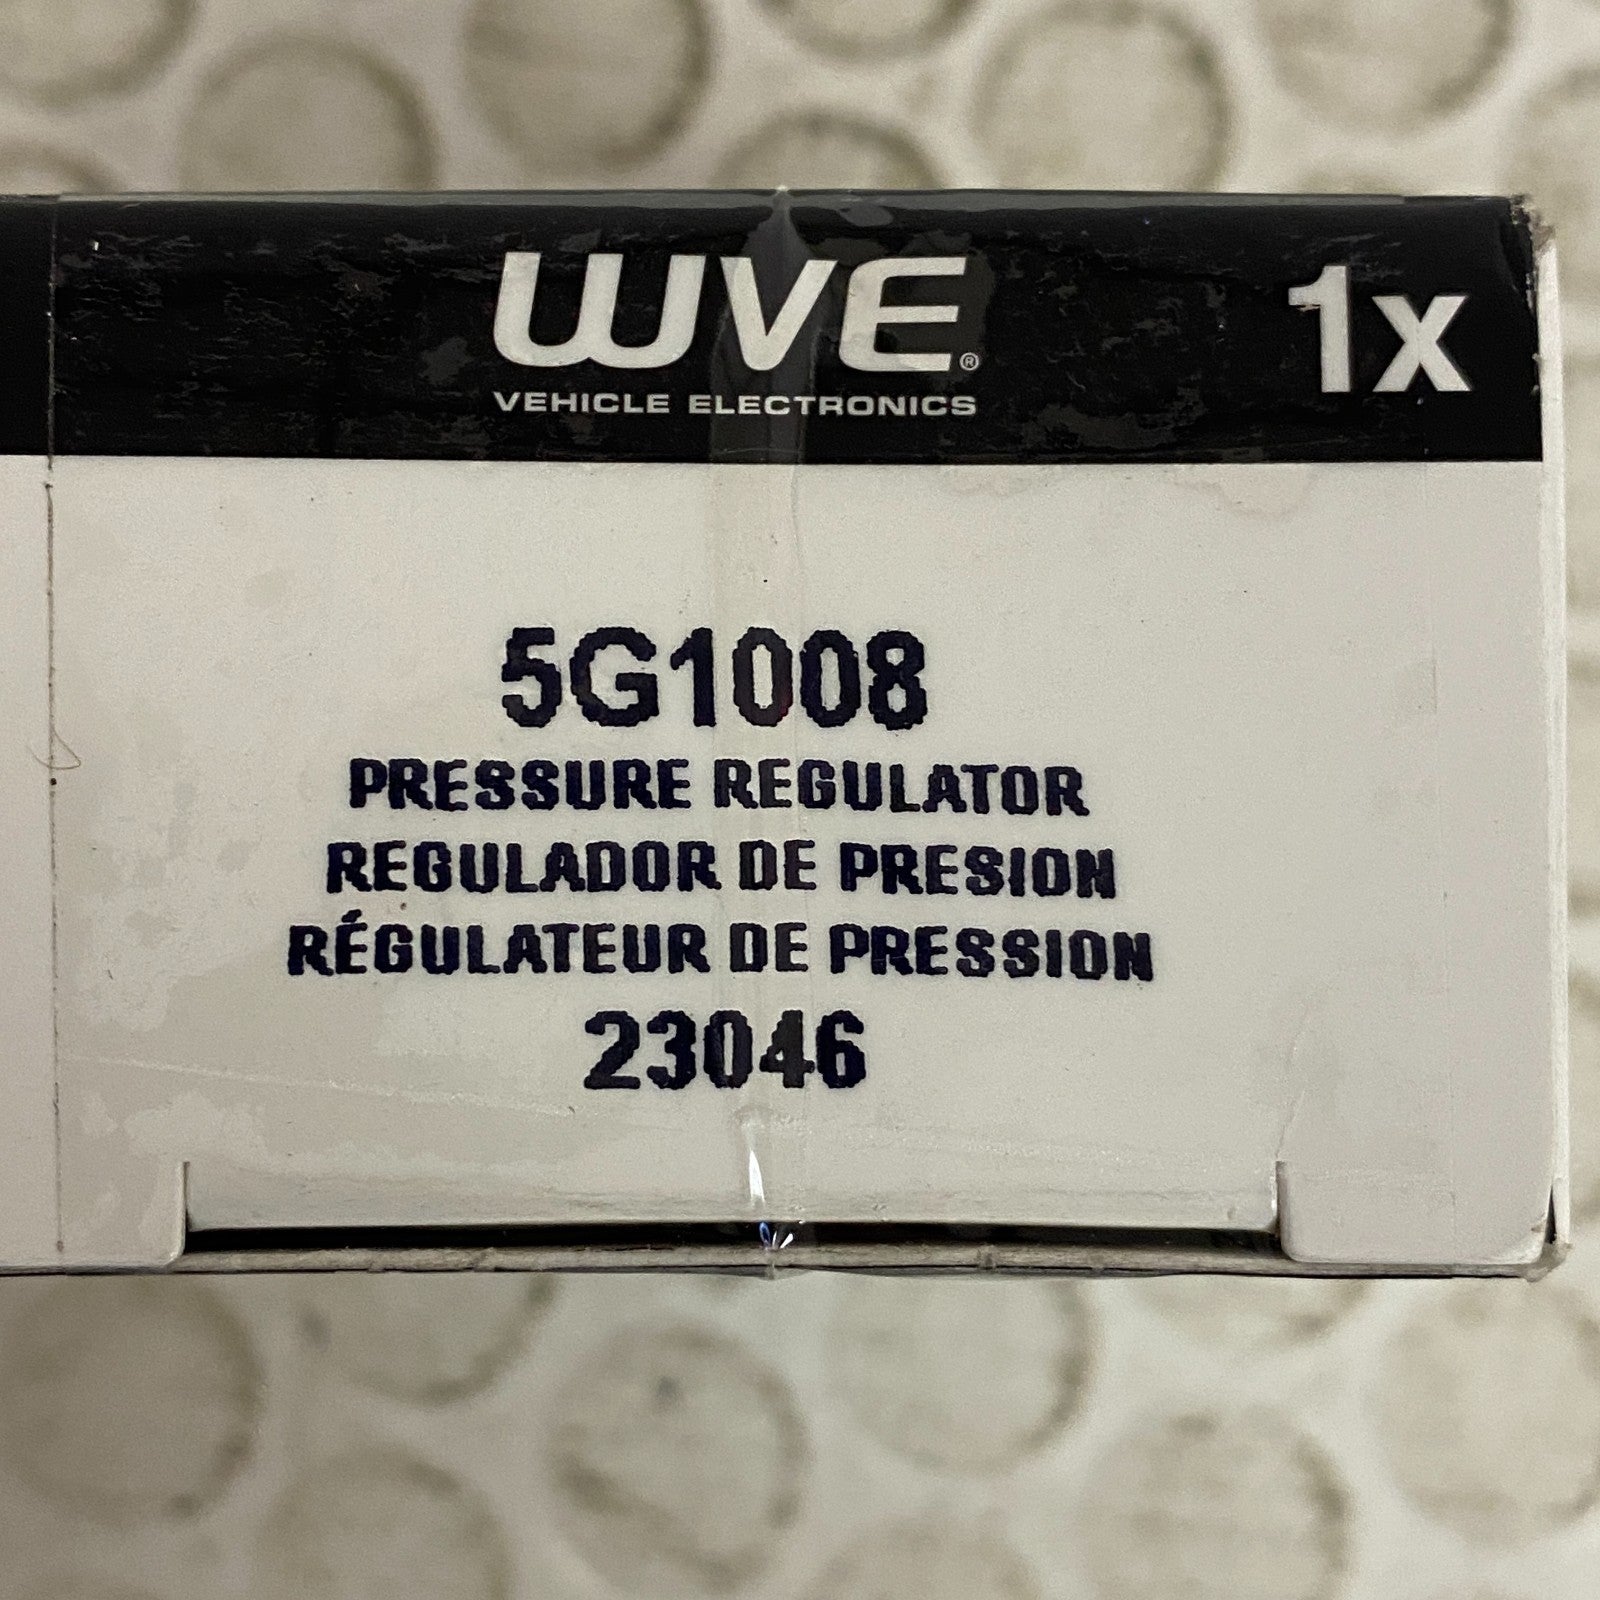 WVE®
VEHICLE ELECTRONICS
1x
5G1008
PRESSURE REGULATOR
REGULADOR DE PRESION
RÉGULATEUR DE PRESSION
23046